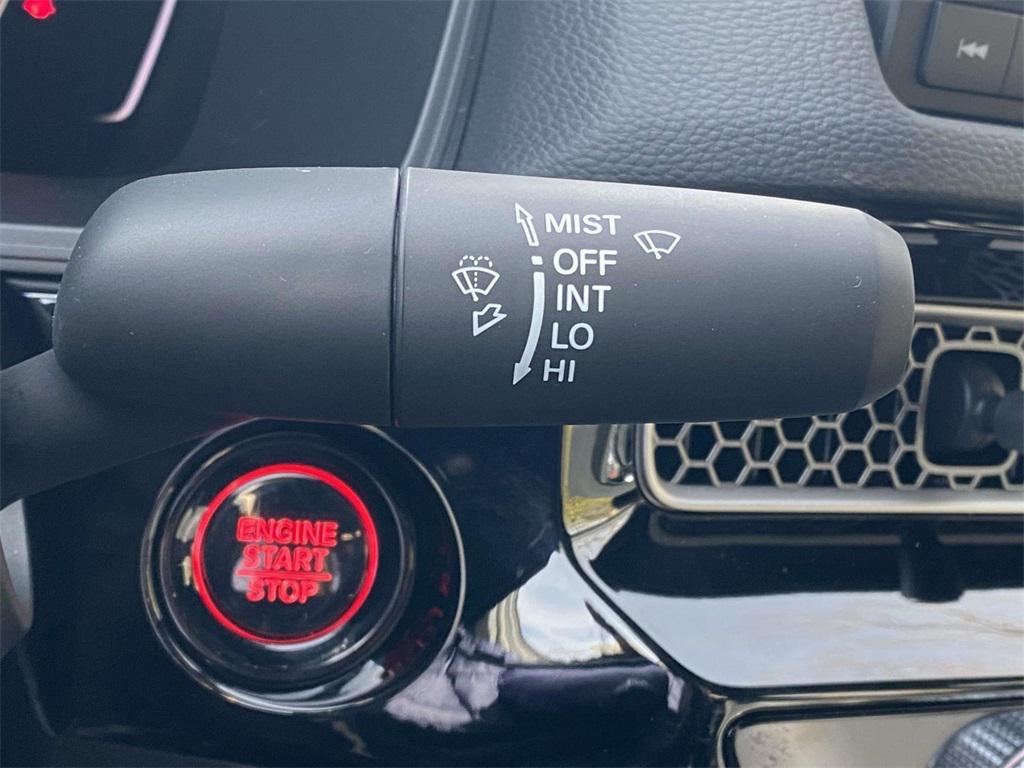 MIST
OFF
INT
LO
HI
ENGINE
START
STOP